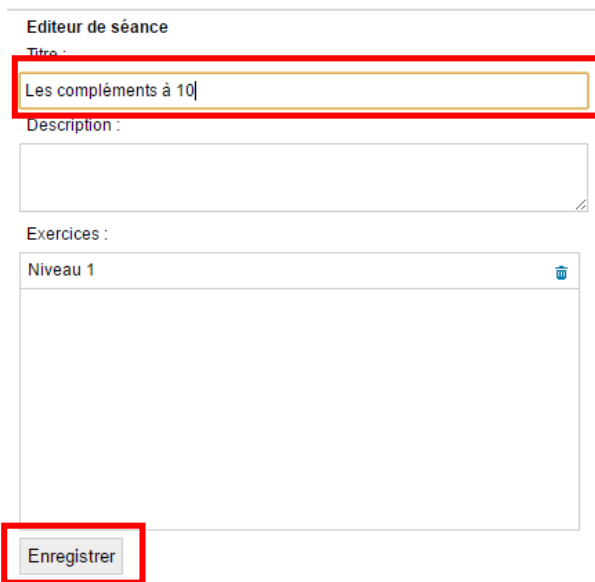 Editeur de séance
Titre :
Les compléments à 10
Description :
Exercices :
Niveau 1
Enregistrer